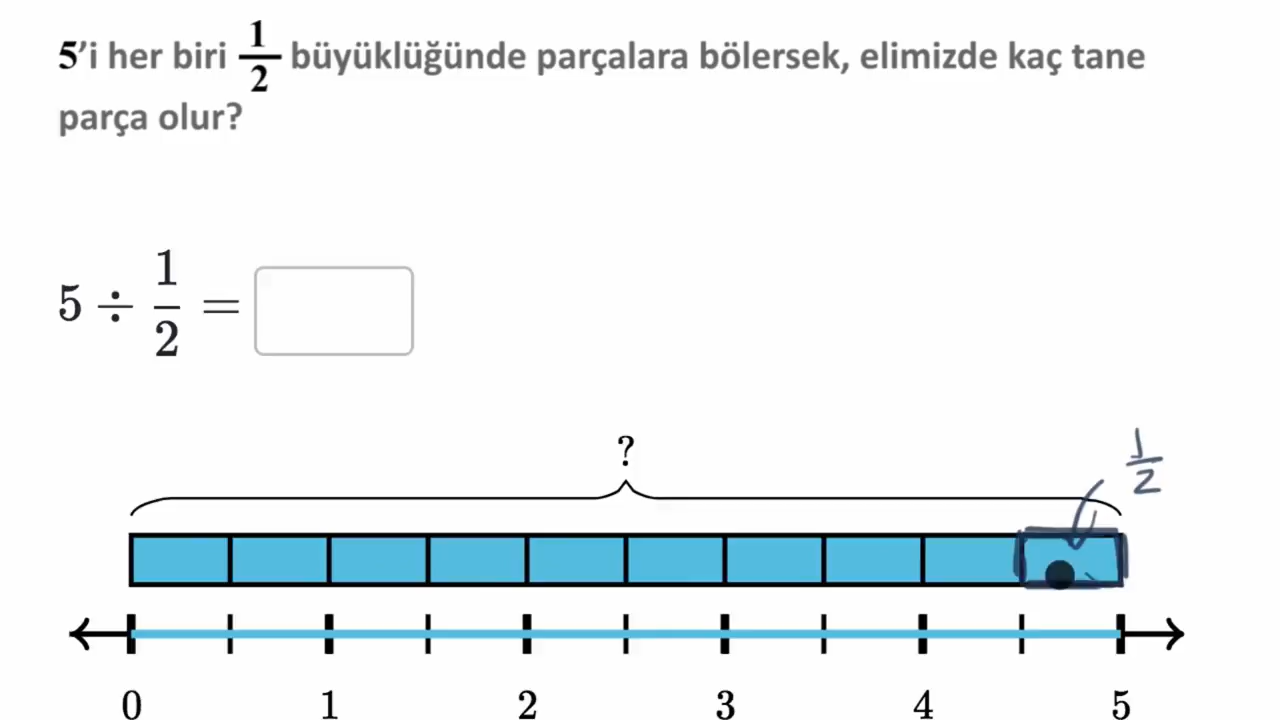 5'i her biri 1/2 büyüklüğünde parçalara bölersek, elimizde kaç tane
parça olur?
5 ÷ 1/2 =
?
1/2
0 1 2 3 4 5